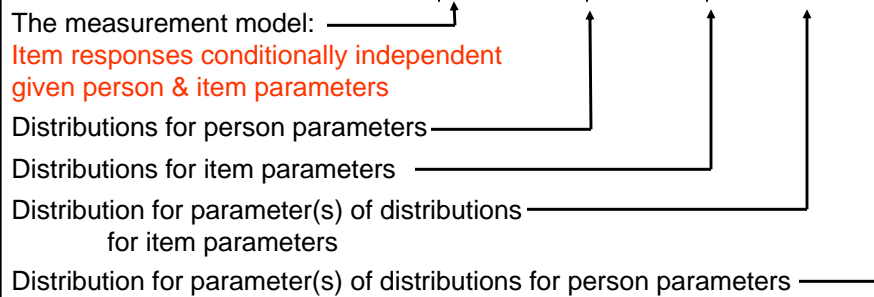 The measurement model:
Item responses conditionally independent
given person & item parameters
Distributions for person parameters
Distributions for item parameters
Distribution for parameter(s) of distributions
for item parameters
Distribution for parameter(s) of distributions for person parameters